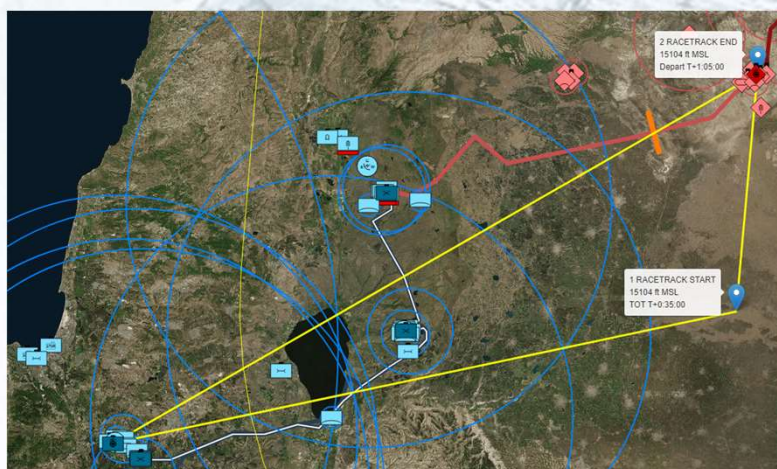 2 RACETRACK END
15104 ft MSL
Depart T+1:05:00
1 RACETRACK START
15104 ft MSL
TOT T+0:35:00